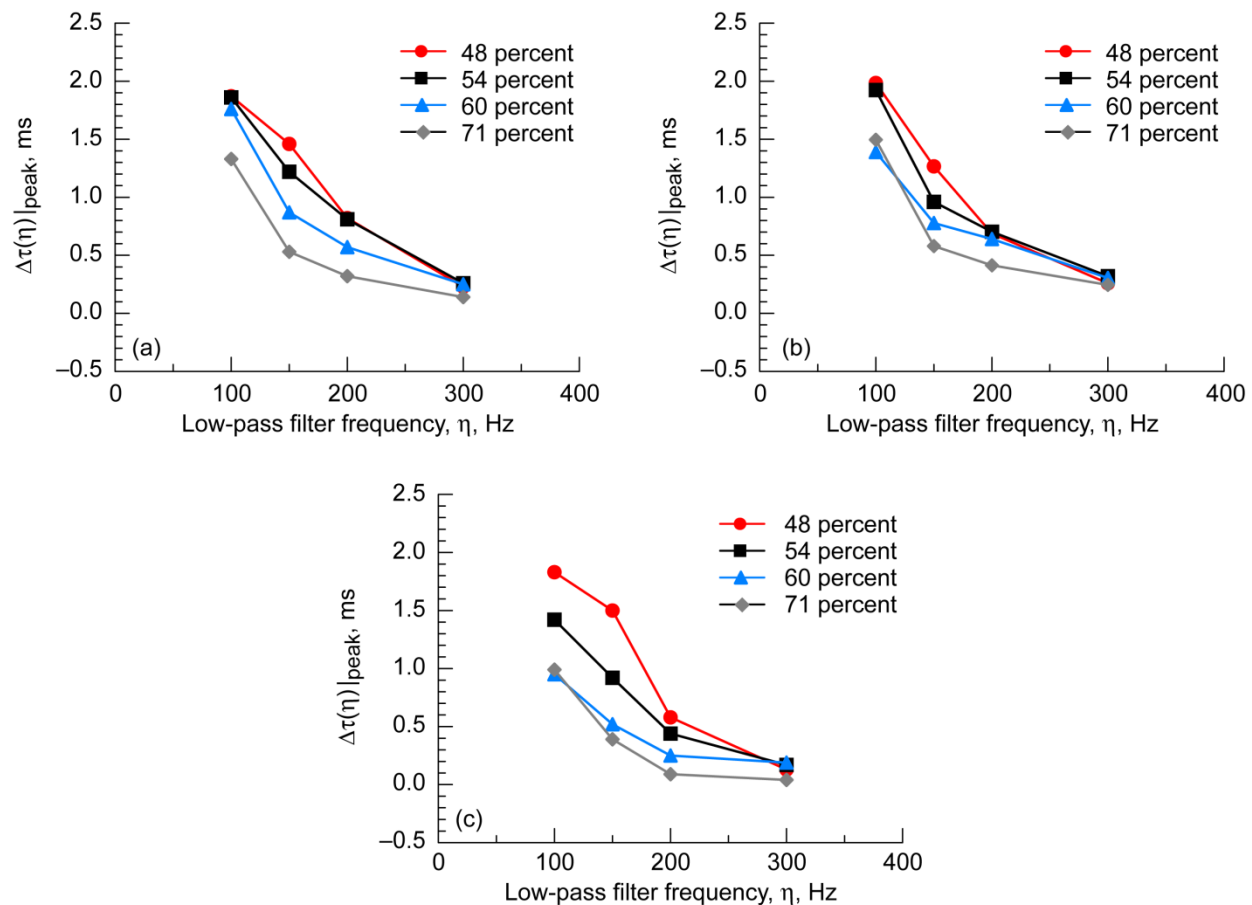 2.5
2.0
1.5
1.0
0.5
0.0
–0.5
Δτ(η)|peak, ms
48 percent
54 percent
60 percent
71 percent
(a)
0 100 200 300 400
Low-pass filter frequency, η, Hz
2.5
2.0
1.5
1.0
0.5
0.0
–0.5
Δτ(η)|peak, ms
48 percent
54 percent
60 percent
71 percent
(b)
0 100 200 300 400
Low-pass filter frequency, η, Hz
2.5
2.0
1.5
1.0
0.5
0.0
–0.5
Δτ(η)|peak, ms
48 percent
54 percent
60 percent
71 percent
(c)
0 100 200 300 400
Low-pass filter frequency, η, Hz